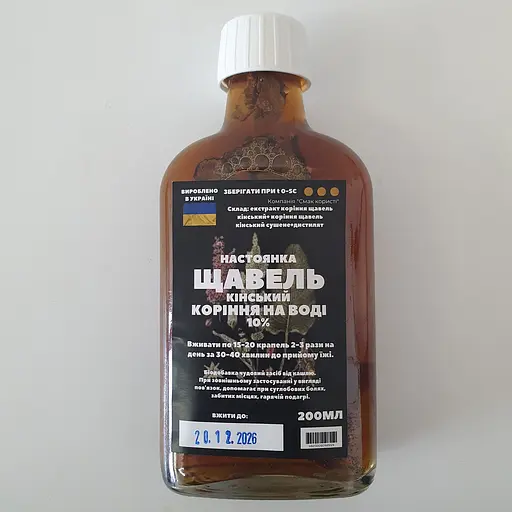 ВИРОБЛЕНО
В УКРАЇНІ
ЗБЕРІГАТИ ПРИ t 0-5C
Компанія "Смак користі"
Склад: екстракт коріння щавель
кінський+ коріння щавель
кінський сушене+дистилят
НАСТОЯНКА
ЩАВЕЛЬ
КІНСЬКИЙ
КОРІННЯ НА ВОДІ
10%
Вживати по 15-20 крапель 2-3 рази на
день за 30-40 хвилин до прийому їжі.
Біодобавка чудовий засіб від кашлю.
При зовнішньому застосуванні у вигляді
пов'язок, допомагає при суглобових болях,
забитих місцях, гарячій подагрі.
ВЖИТИ ДО:
200МЛ
20.12.2026